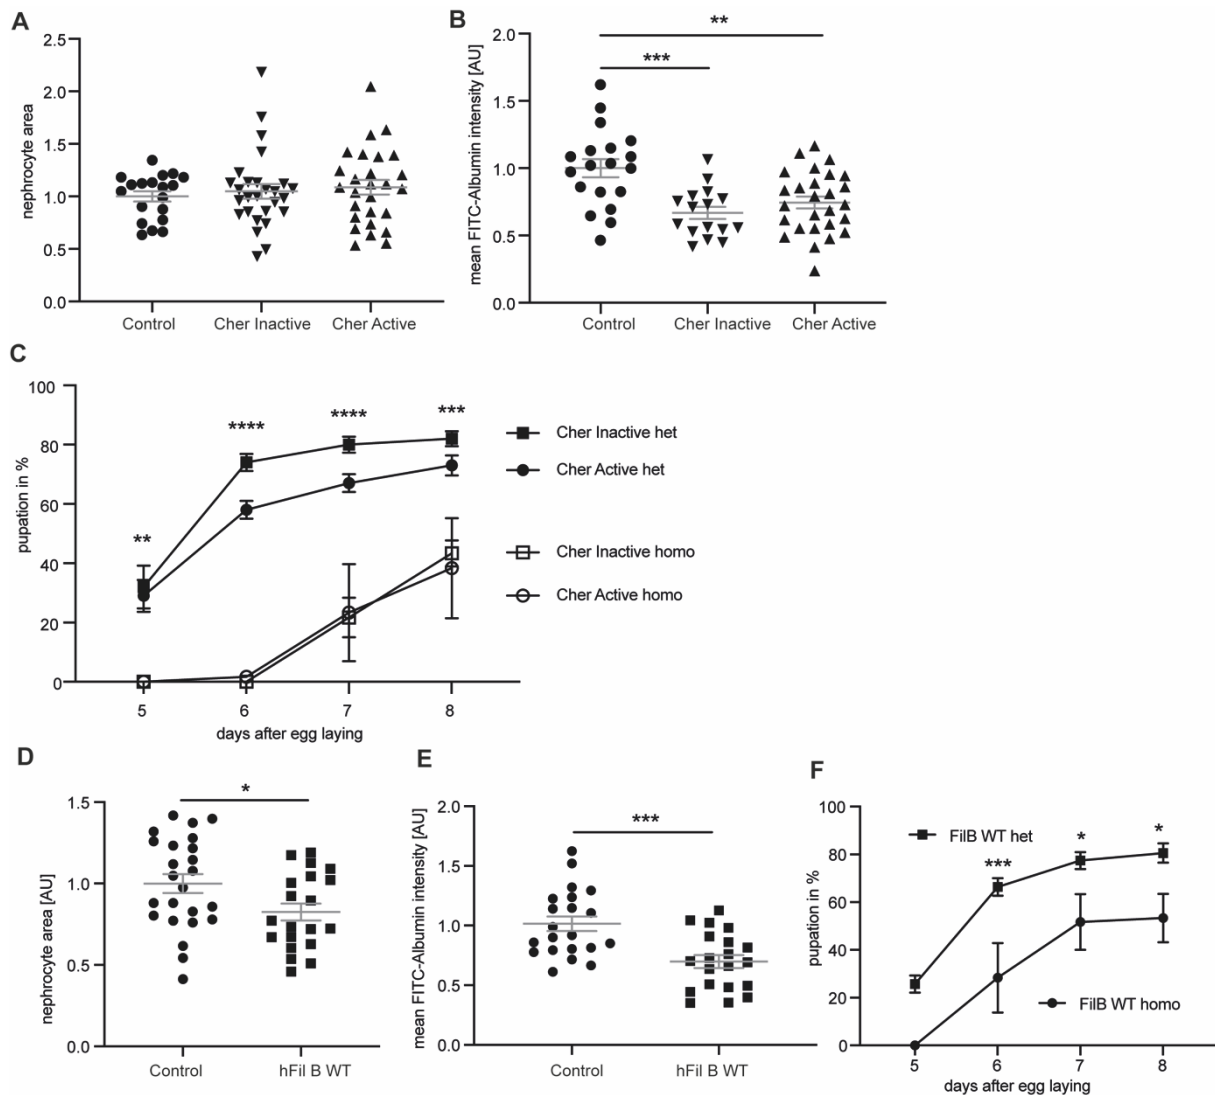 A
nephrocyte area
2.5
2.0
1.5
1.0
0.5
0.0
Control
Cher Inactive
Cher Active
B
mean FITC-Albumin intensity [AU]
2.0
1.5
1.0
0.5
0.0
**
***
Control
Cher Inactive
Cher Active
C
pupation in %
100
80
60
40
20
0
**
****
****
***
5
6
7
8
days after egg laying
Cher Inactive het
Cher Active het
Cher Inactive homo
Cher Active homo
D
nephrocyte area [AU]
1.5
1.0
0.5
0.0
*
Control
hFil B WT
E
mean FITC-Albumin intensity [AU]
2.0
1.5
1.0
0.5
0.0
***
Control
hFil B WT
F
pupation in %
100
80
60
40
20
0
FilB WT het
***
*
*
FilB WT homo
5
6
7
8
days after egg laying